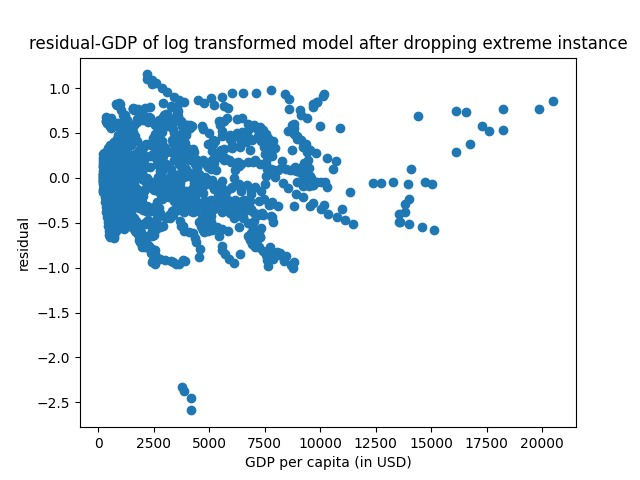 residual-GDP of log transformed model after dropping extreme instance
1.0
0.5
0.0
−0.5
−1.0
−1.5
−2.0
−2.5
residual
0 2500 5000 7500 10000 12500 15000 17500 20000
GDP per capita (in USD)